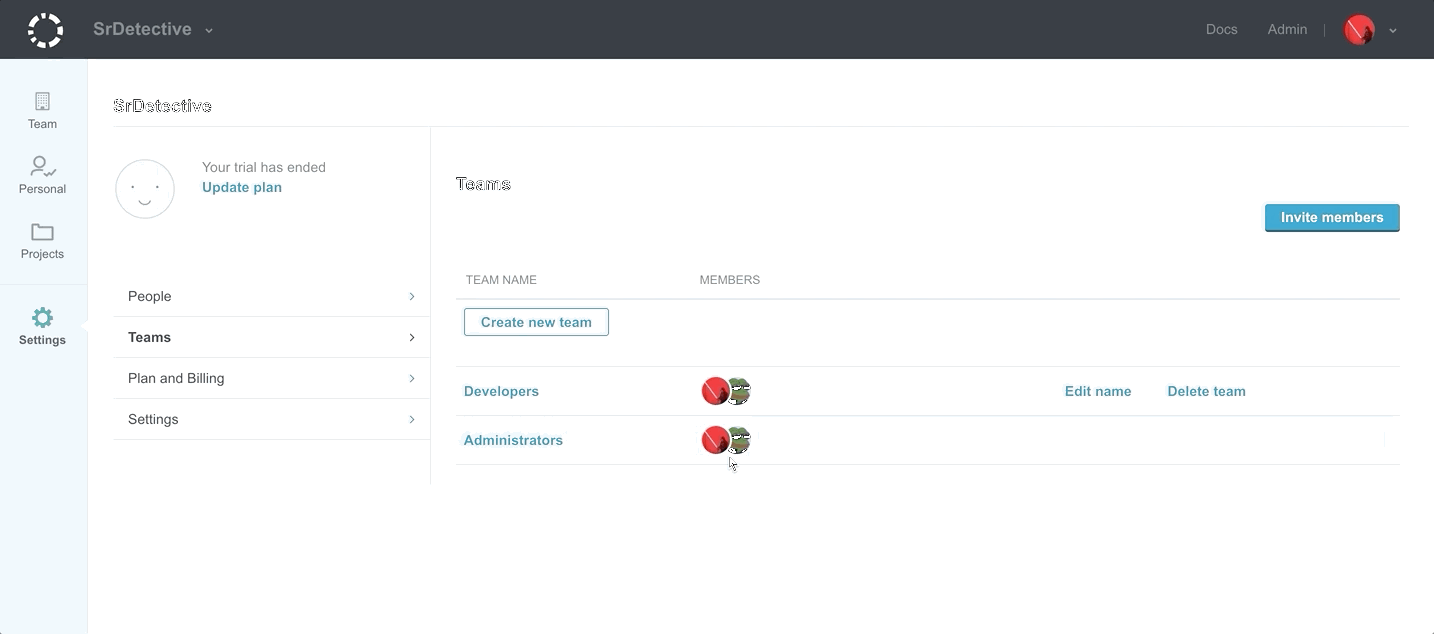 SrDetective
Docs
Admin
Team
Personal
Projects
Settings
SrDetective
Your trial has ended
Update plan
People
Teams
Plan and Billing
Settings
Teams
Invite members
TEAM NAME MEMBERS
Create new team
Developers Edit name Delete team
Administrators